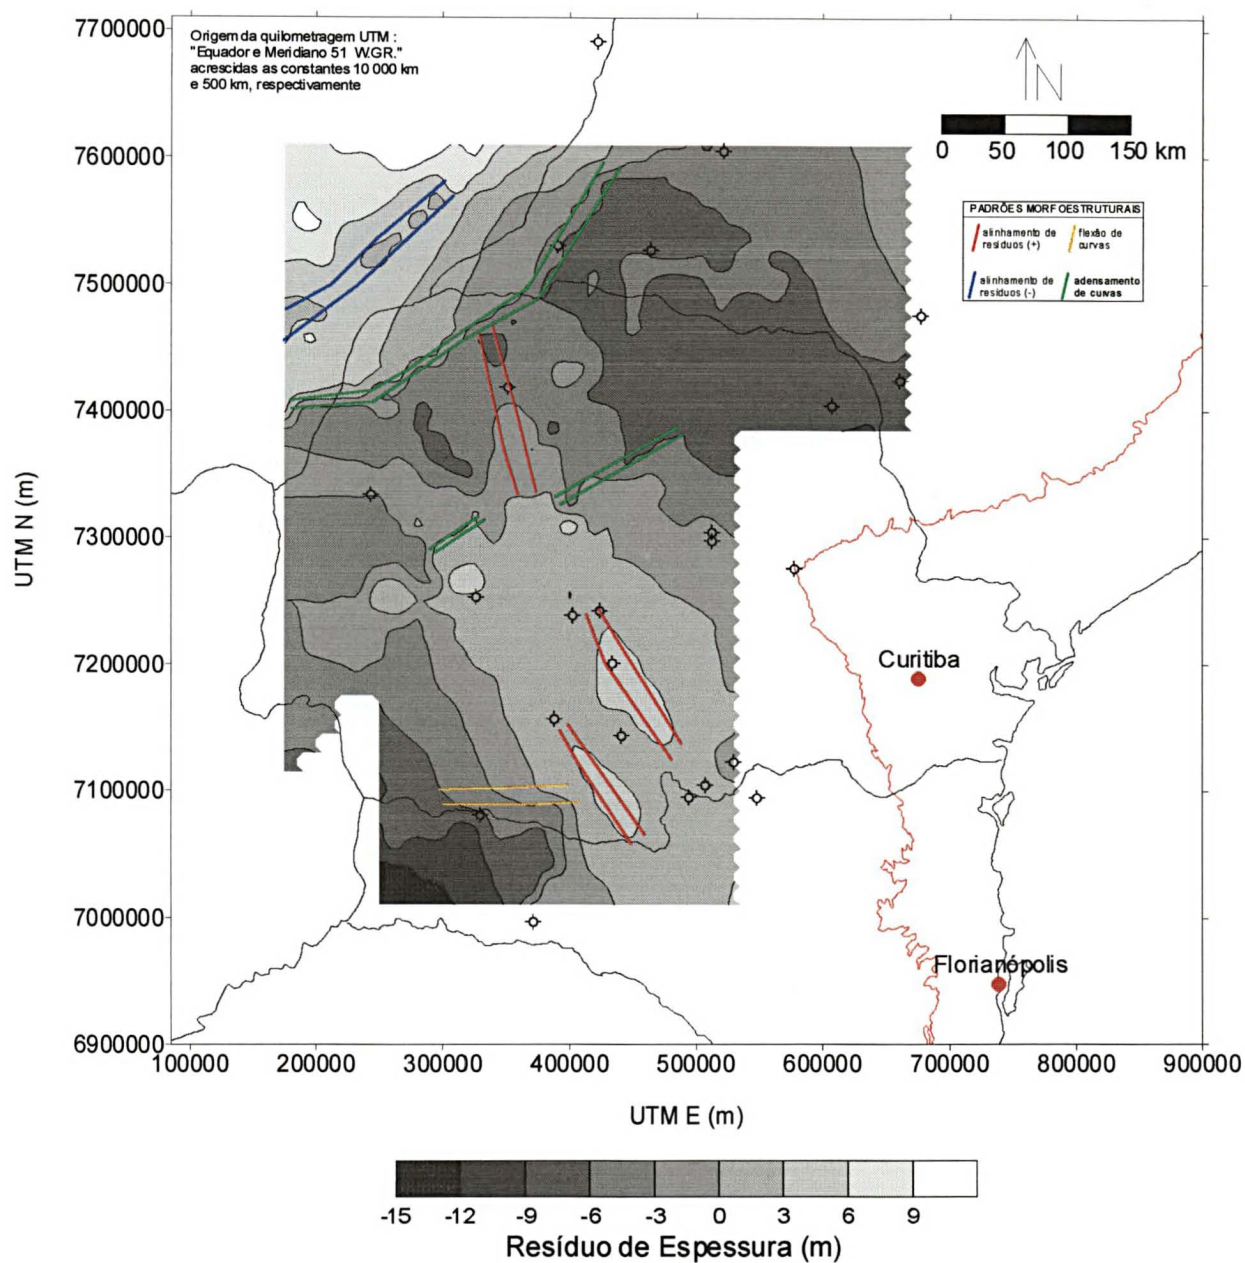 7700000
7600000
7500000
7400000
7300000
7200000
7100000
7000000
6900000
UTM N (m)
Origem da quilometragem UTM :
"Equador e Meridiano 51 W.GR."
acrescidas as constantes 10 000 km
e 500 km, respectivamente
N
0 50 100 150 km
PADRÕES MORFOESTRUTURAIS
alinhamento de
resíduos (+)
flexão de
curvas
alinhamento de
resíduos (-)
adensamento
de curvas
Curitiba
Florianópolis
100000 200000 300000 400000 500000 600000 700000 800000 900000
UTM E (m)
-15 -12 -9 -6 -3 0 3 6 9
Resíduo de Espessura (m)